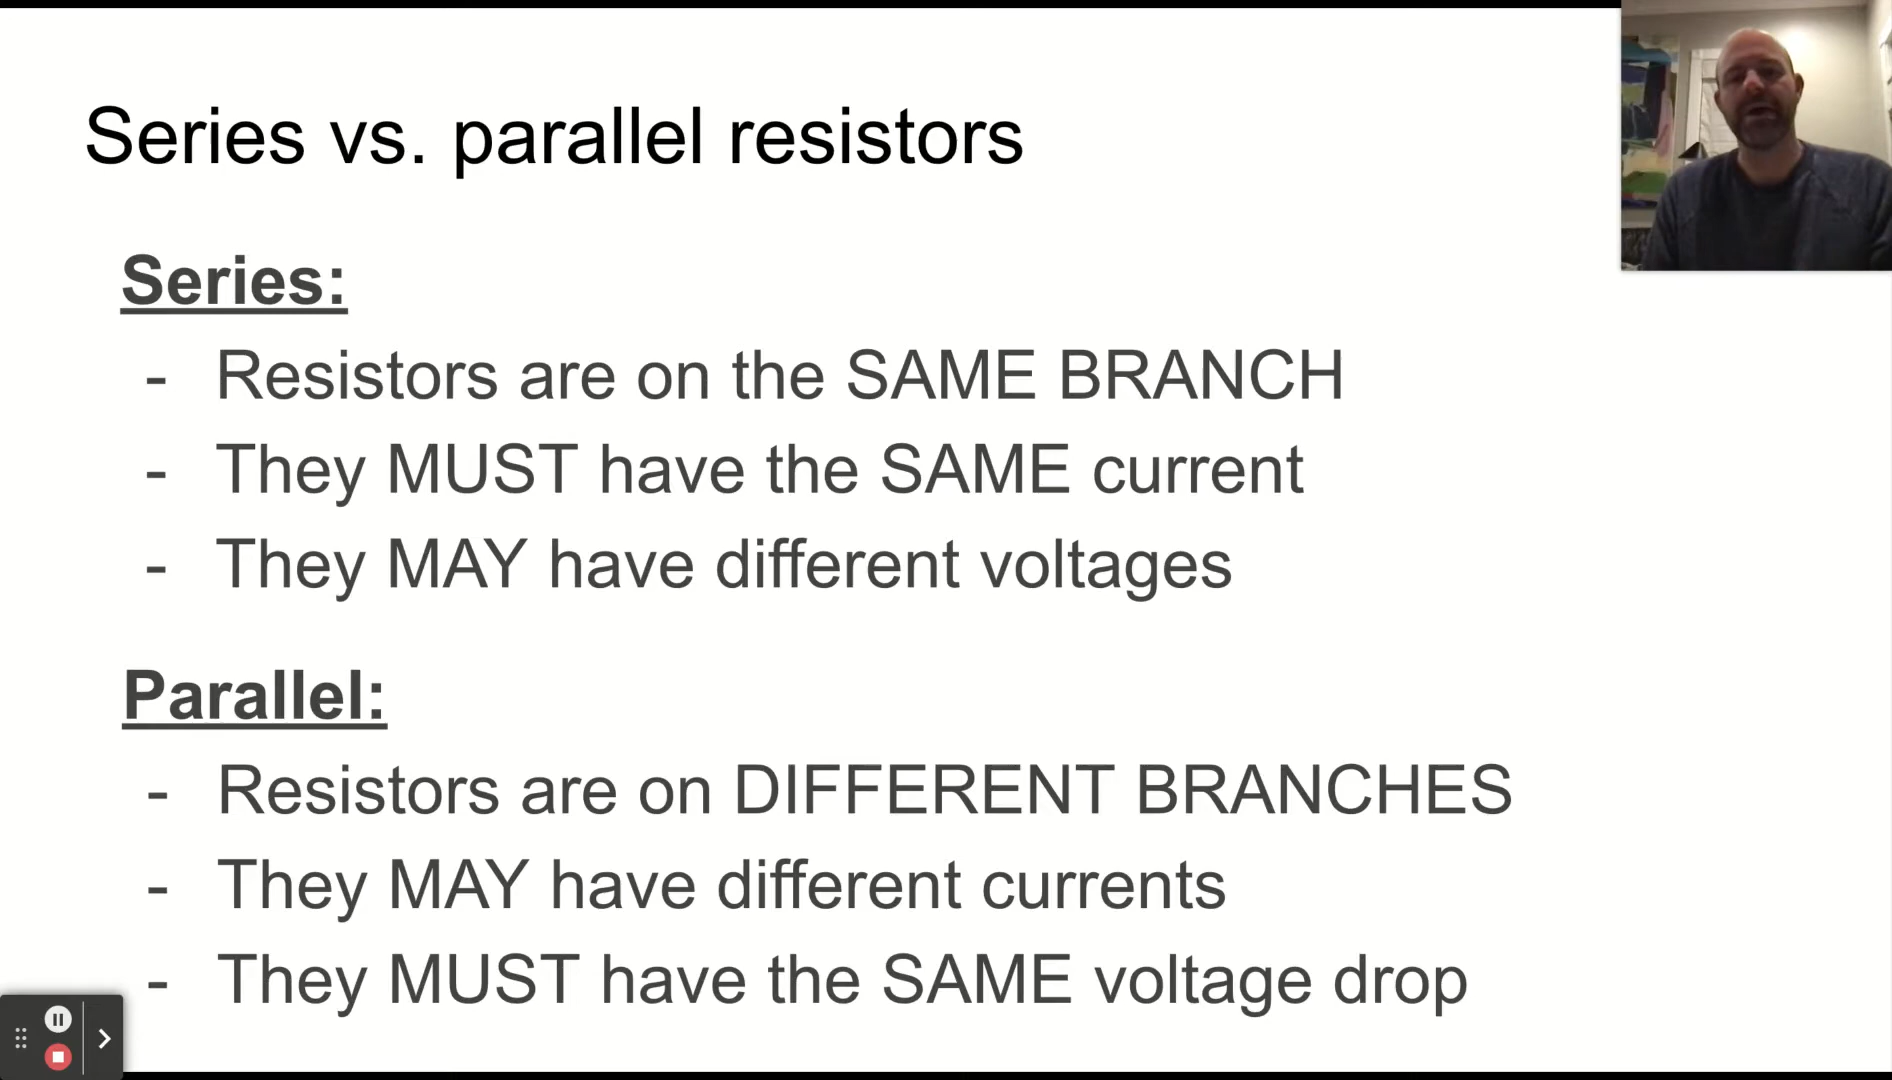 Series vs. parallel resistors
Series:
- Resistors are on the SAME BRANCH
- They MUST have the SAME current
- They MAY have different voltages
Parallel:
- Resistors are on DIFFERENT BRANCHES
- They MAY have different currents
- They MUST have the SAME voltage drop